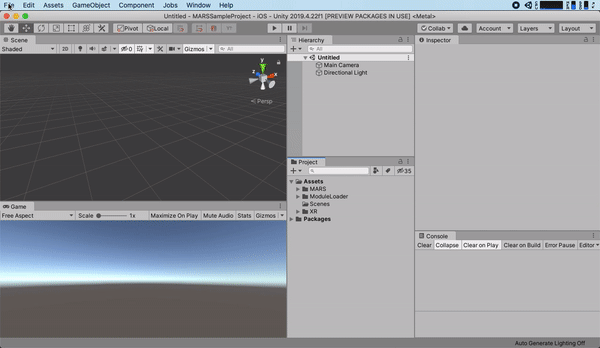 File Edit Assets GameObject Component Jobs Window Help
Untitled - MARSSampleProject - iOS - Unity 2019.4.22f1 [PREVIEW PACKAGES IN USE] <Metal>
Pivot Local Collab Account Layers Layout
Scene
Shaded 2D 0 Gizmos All
y
x
z
Persp
Game
Free Aspect Scale 1x Maximize On Play Mute Audio Stats Gizmos
Hierarchy
All
Untitled
Main Camera
Directional Light
Project
35
Assets
MARS
ModuleLoader
Scenes
XR
Packages
Inspector
Console
Clear Collapse Clear on Play Clear on Build Error Pause Editor
Auto Generate Lighting Off